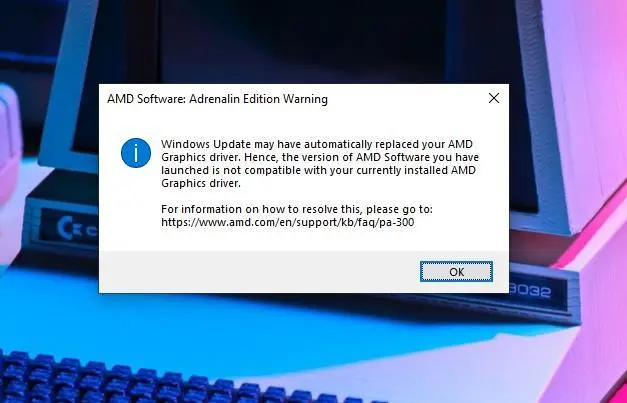 AMD Software: Adrenalin Edition Warning
Windows Update may have automatically replaced your AMD
Graphics driver. Hence, the version of AMD Software you have
launched is not compatible with your currently installed AMD
Graphics driver.
For information on how to resolve this, please go to:
https://www.amd.com/en/support/kb/faq/pa-300
OK
3032